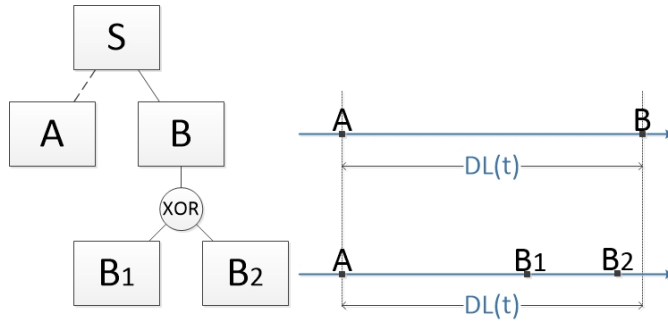 S
A B
XOR
B1 B2
A B
DL(t)
A B1 B2
DL(t)